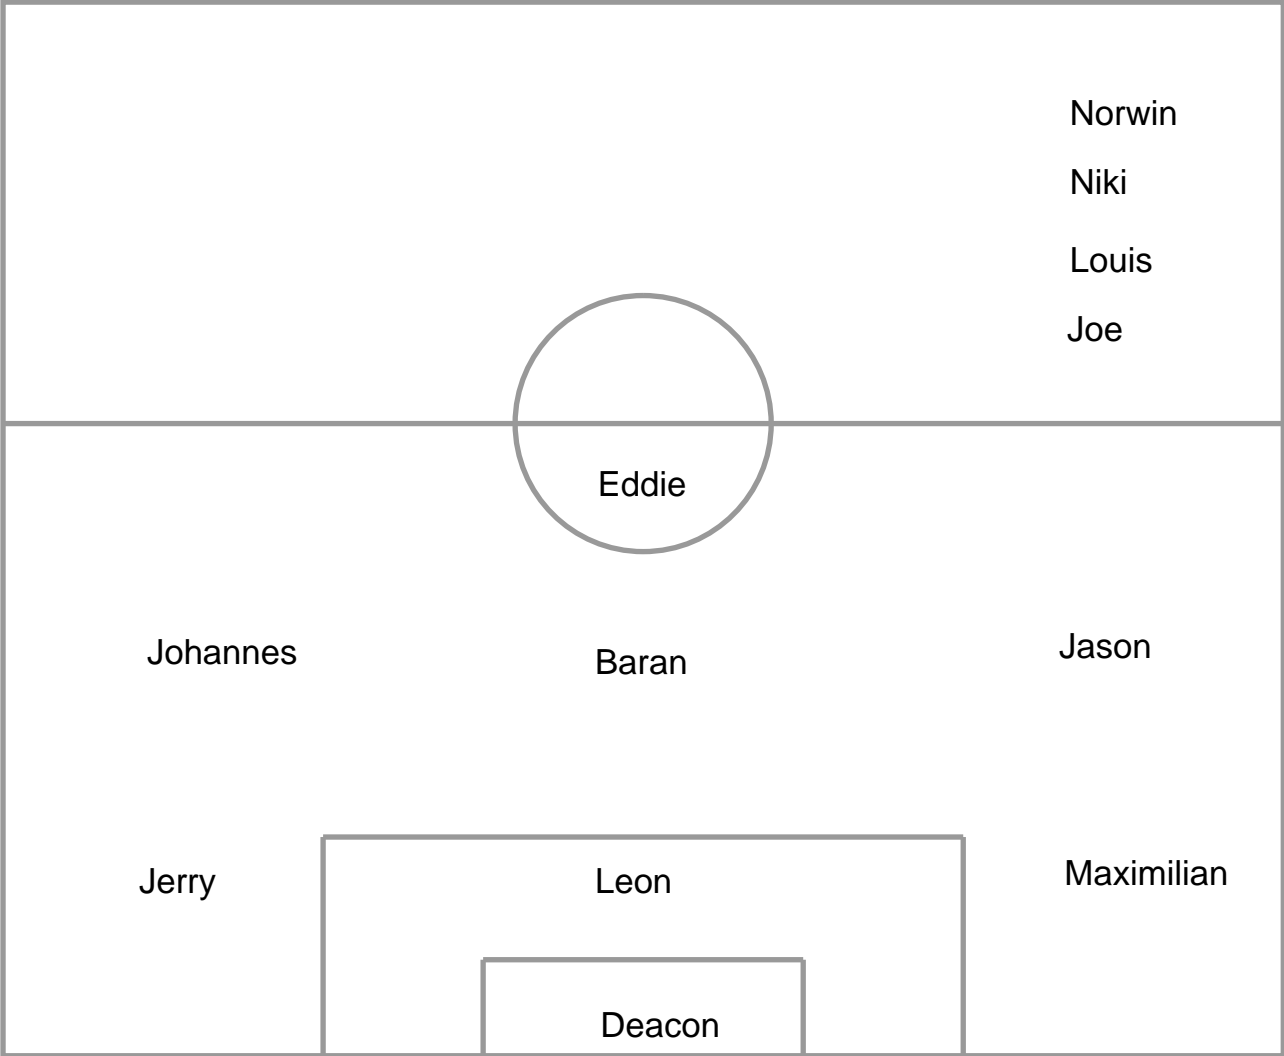 Norwin
Niki
Louis
Joe
Eddie
Johannes
Baran
Jason
Jerry
Leon
Maximilian
Deacon